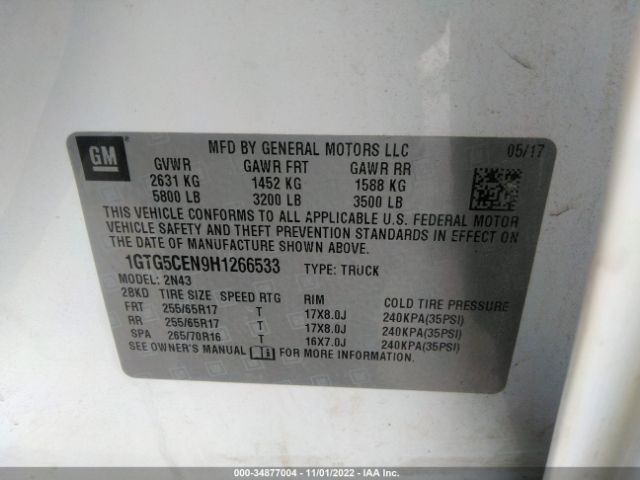 GM
MFD BY GENERAL MOTORS LLC 05/17
GVWR GAWR FRT GAWR RR
2631 KG 1452 KG 1588 KG
5800 LB 3200 LB 3500 LB
THIS VEHICLE CONFORMS TO ALL APPLICABLE U.S. FEDERAL MOTOR
VEHICLE SAFETY AND THEFT PREVENTION STANDARDS IN EFFECT ON
THE DATE OF MANUFACTURE SHOWN ABOVE.
1GTG5CEN9H1266533 TYPE: TRUCK
MODEL: 2N43
2BKD TIRE SIZE SPEED RTG RIM COLD TIRE PRESSURE
FRT 255/65R17 T 17X8.0J 240KPA(35PSI)
RR 255/65R17 T 17X8.0J 240KPA(35PSI)
SPA 265/70R16 T 16X7.0J 240KPA(35PSI)
SEE OWNER'S MANUAL FOR MORE INFORMATION.
000-34877004 - 11/01/2022 - IAAI.com